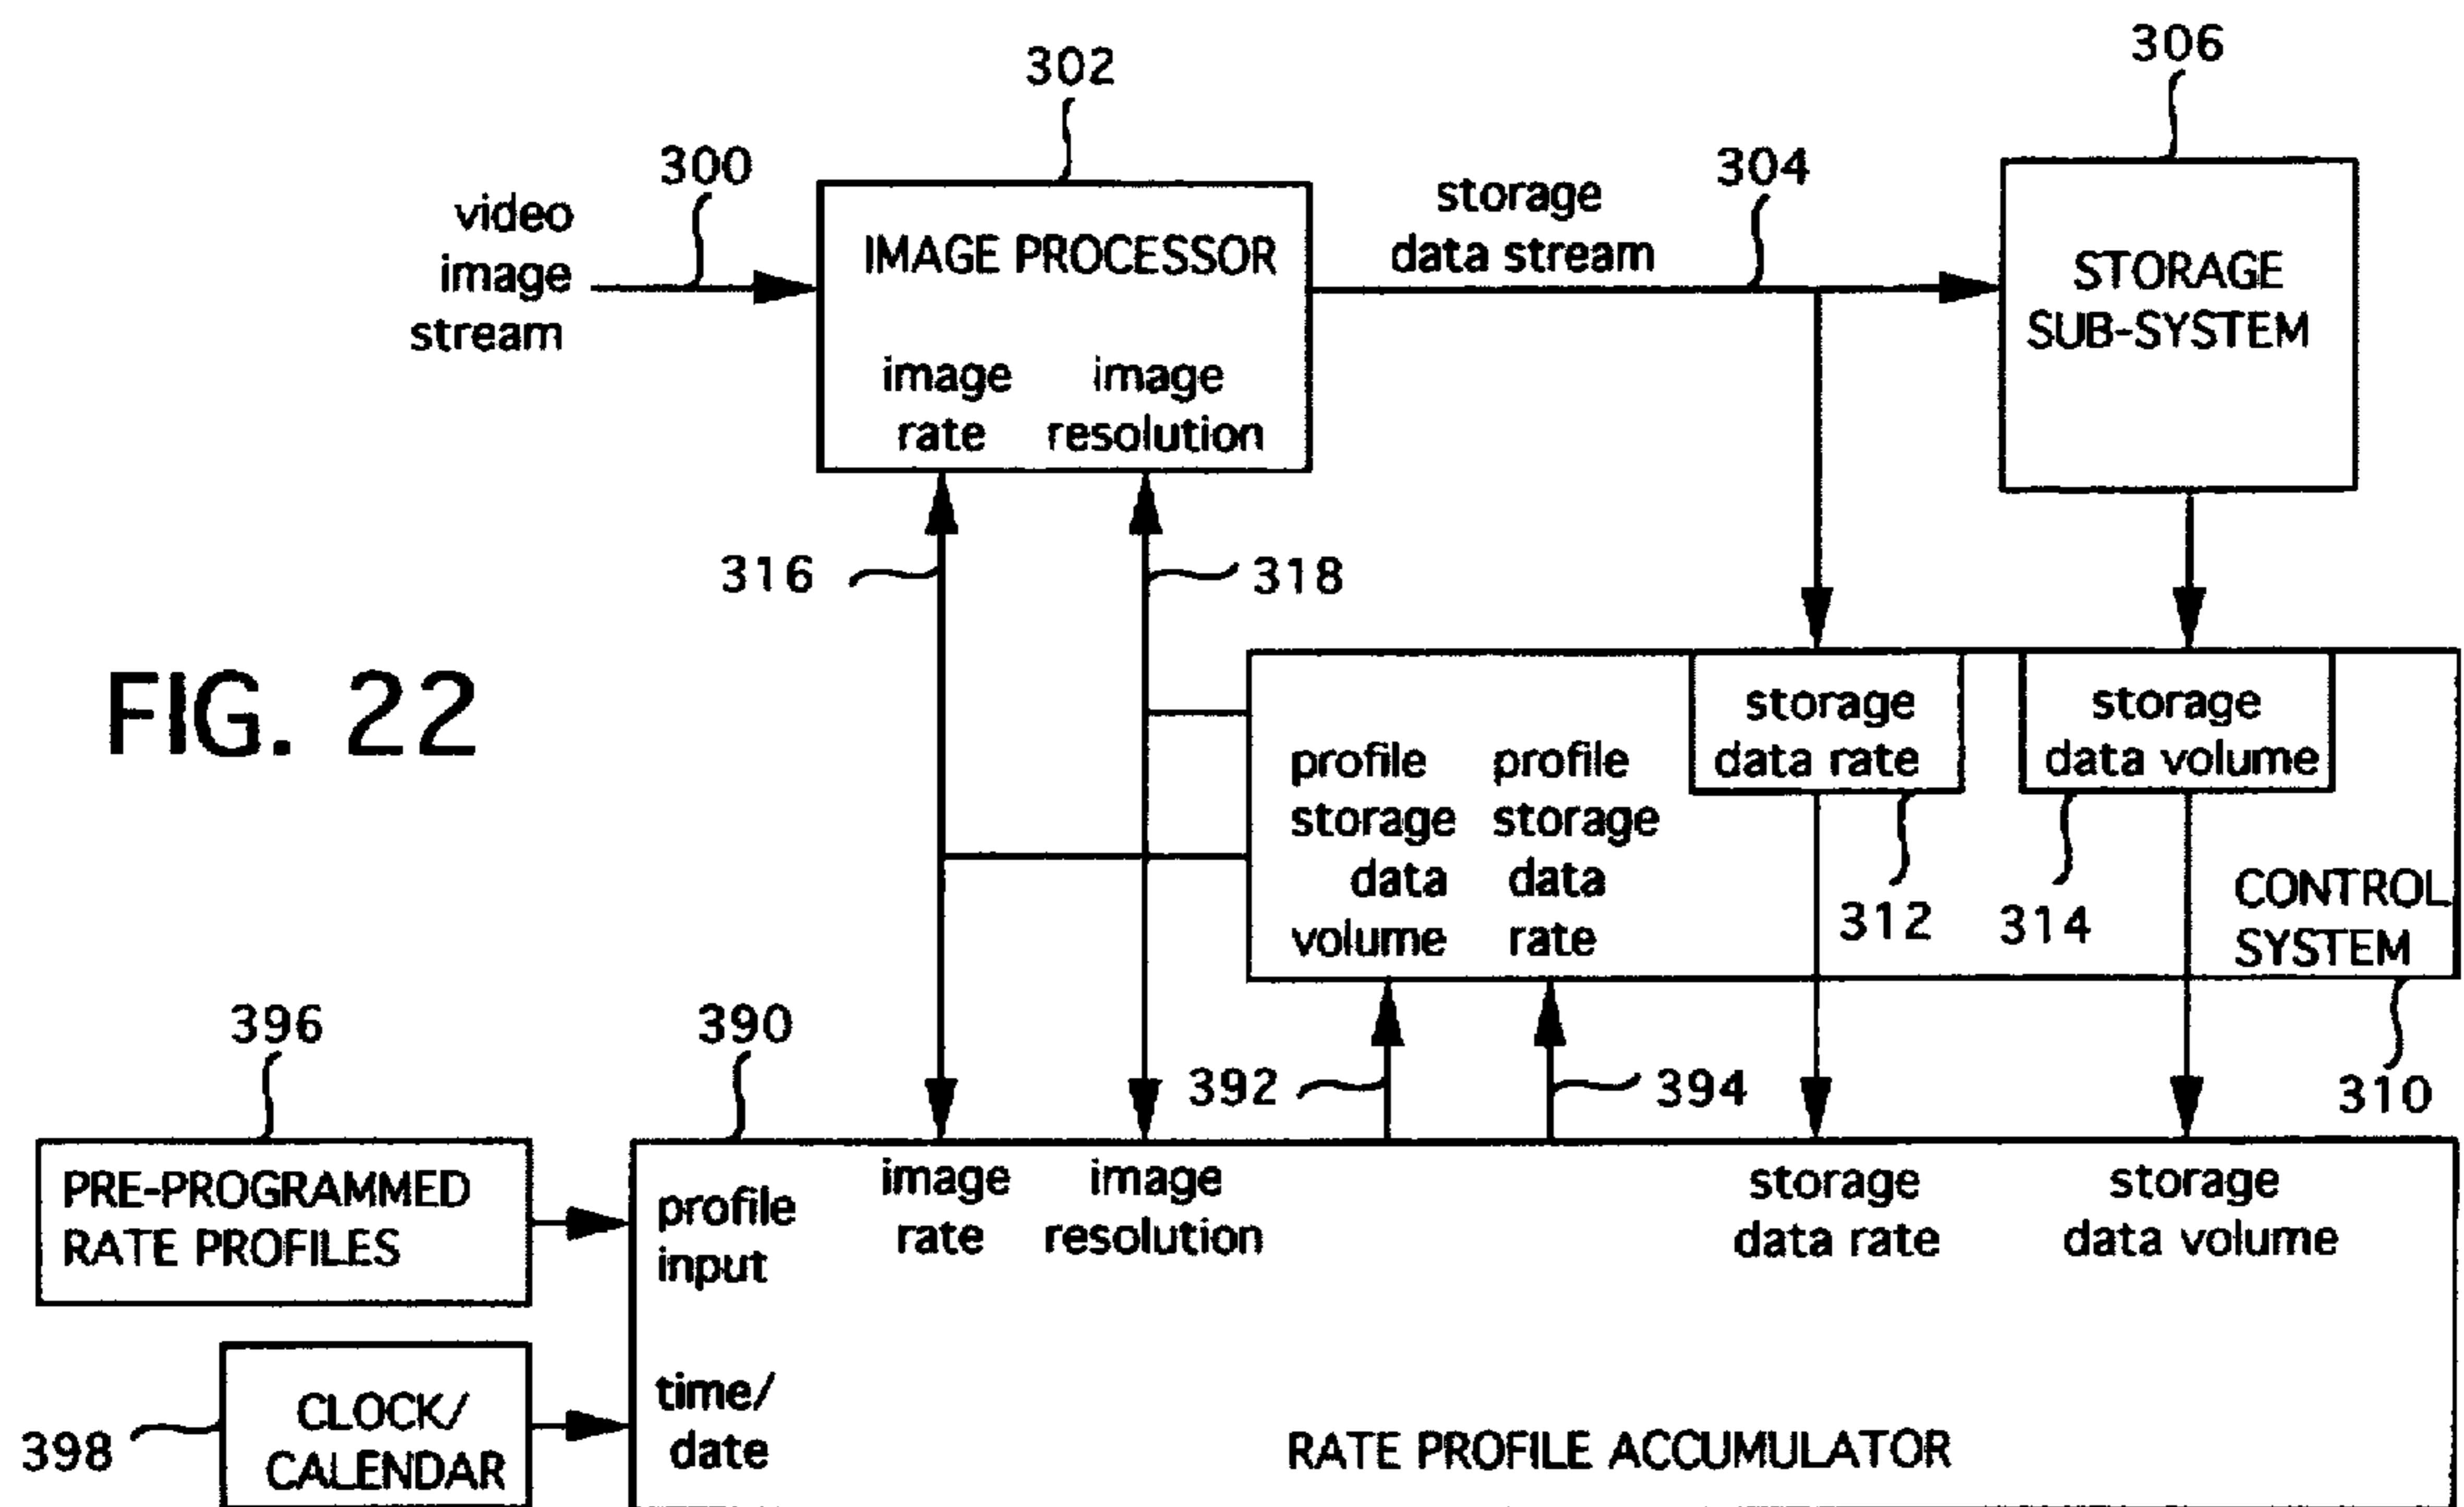 302
306
300
304
video
image
stream
IMAGE PROCESSOR
image
rate
image
resolution
storage
data stream
STORAGE
SUB-SYSTEM
316
318
FIG. 22
profile
storage
data
volume
profile
storage
data
rate
storage
data rate
storage
data volume
312
314
CONTROL
SYSTEM
396
390
392
394
310
PRE-PROGRAMMED
RATE PROFILES
profile
input
image
rate
image
resolution
storage
data rate
storage
data volume
398
CLOCK/
CALENDAR
time/
date
RATE PROFILE ACCUMULATOR